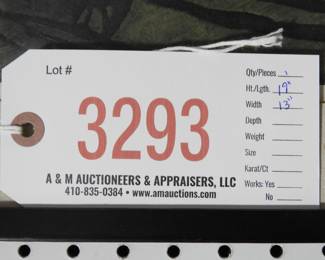 Lot #
3293
A & M AUCTIONEERS & APPRAISERS, LLC
410-835-0384 • www.amauctions.com
Qty/Pieces 1
Ht./Lgth. 19"
Width 13"
Depth
Weight
Size
Karat/Ct
Works: Yes
No